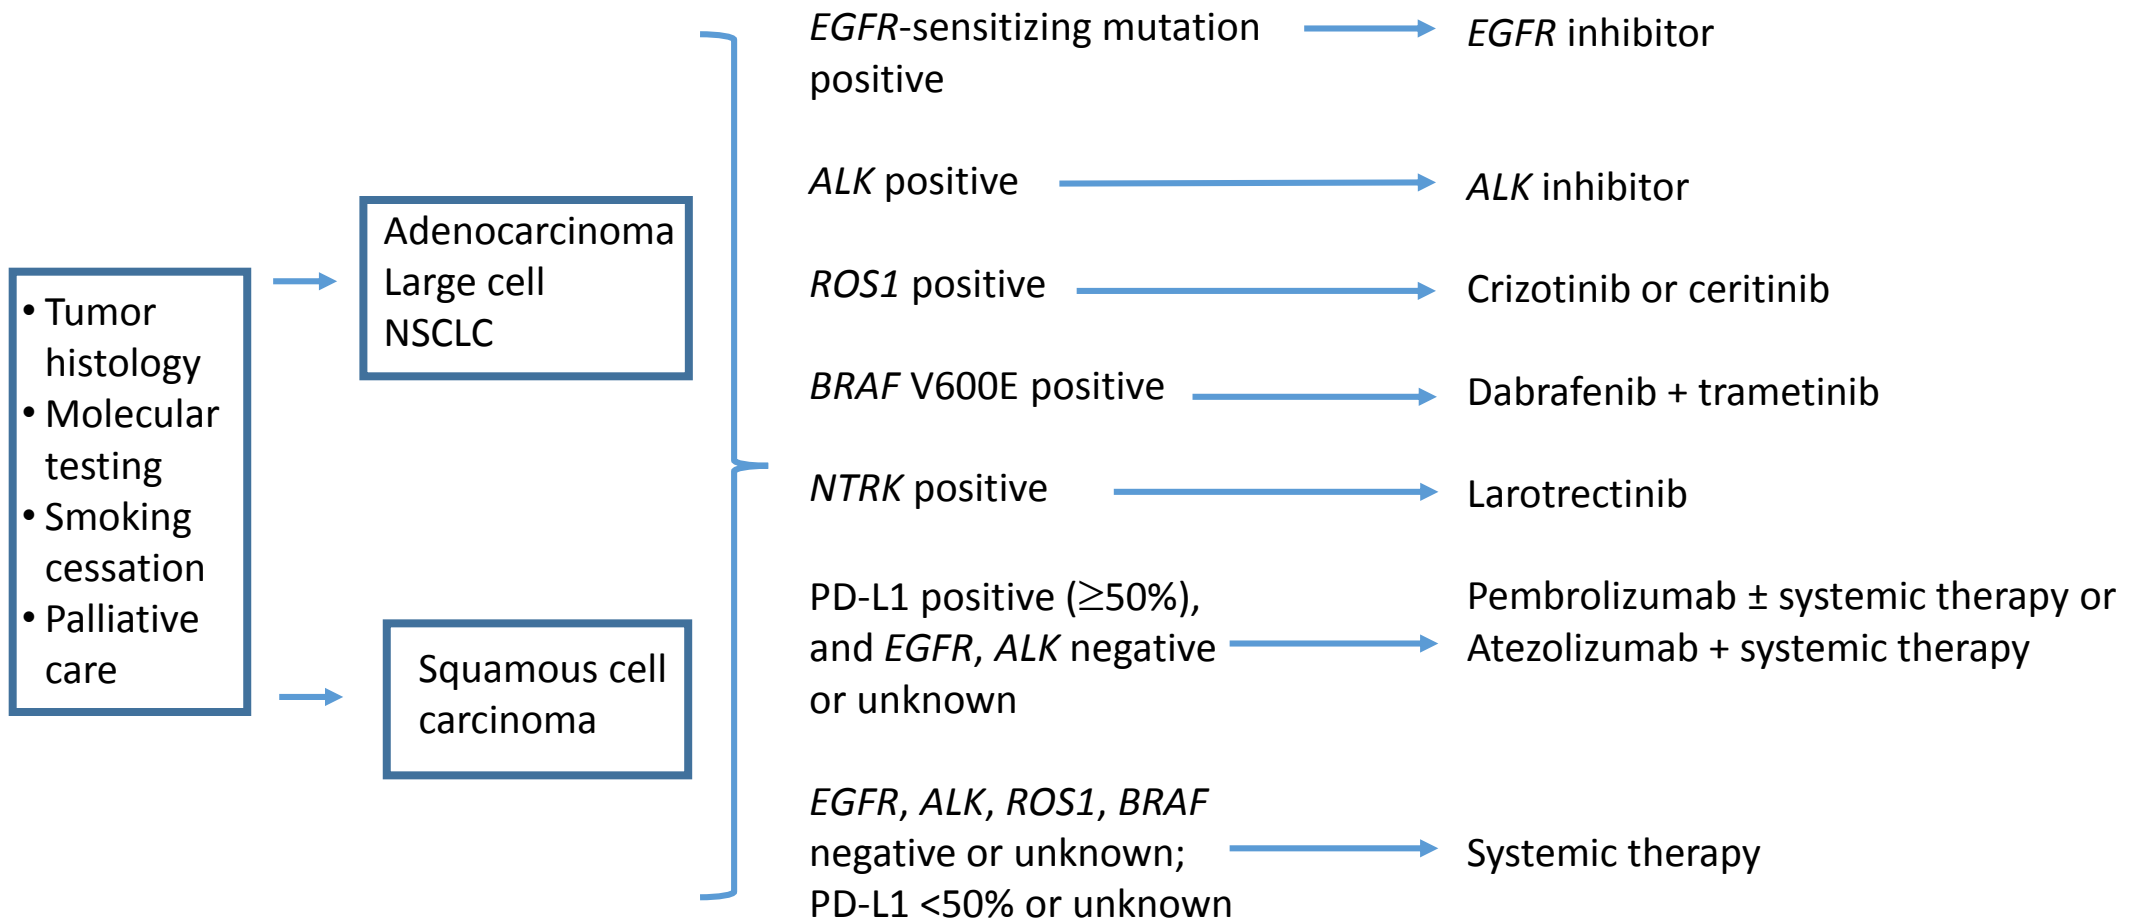 • Tumor
histology
• Molecular
testing
• Smoking
cessation
• Palliative
care
Adenocarcinoma
Large cell
NSCLC
Squamous cell
carcinoma
EGFR-sensitizing mutation
positive
EGFR inhibitor
ALK positive
ALK inhibitor
ROS1 positive
Crizotinib or ceritinib
BRAF V600E positive
Dabrafenib + trametinib
NTRK positive
Larotrectinib
PD-L1 positive (≥50%),
and EGFR, ALK negative
or unknown
Pembrolizumab ± systemic therapy or
Atezolizumab + systemic therapy
EGFR, ALK, ROS1, BRAF
negative or unknown;
PD-L1 <50% or unknown
Systemic therapy